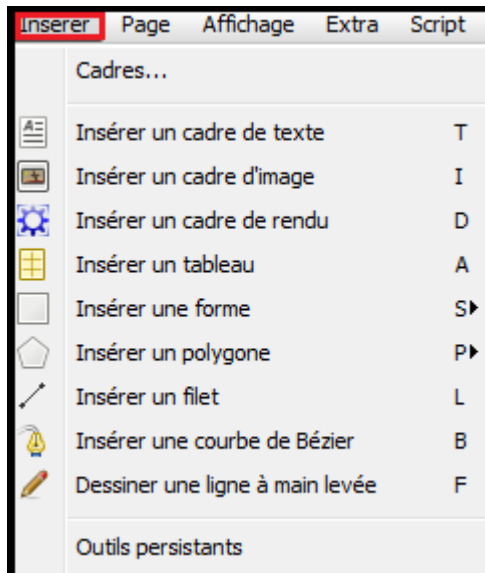 Insérer Page Affichage Extra Script
Cadres...
Insérer un cadre de texte T
Insérer un cadre d'image I
Insérer un cadre de rendu D
Insérer un tableau A
Insérer une forme S
Insérer un polygone P
Insérer un filet L
Insérer une courbe de Bézier B
Dessiner une ligne à main levée F
Outils persistants